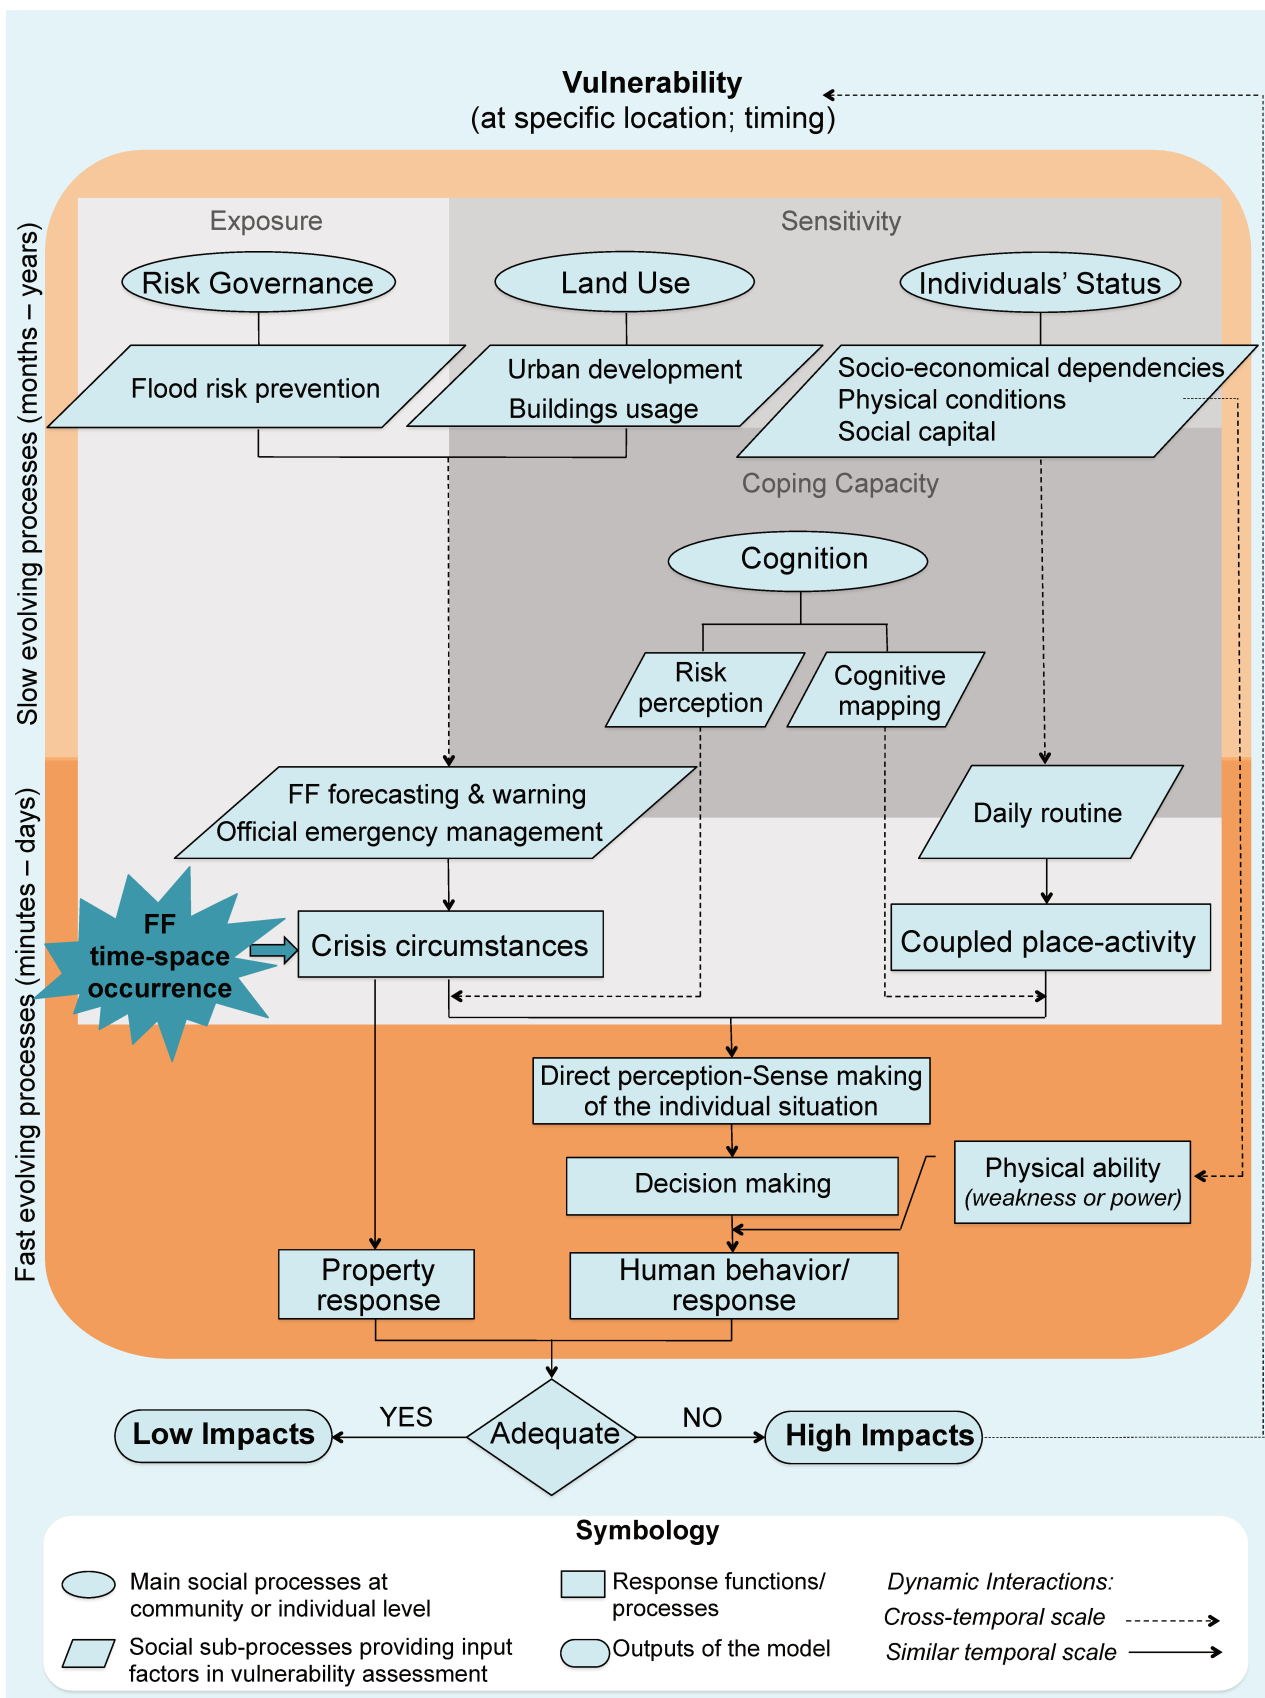 Vulnerability
(at specific location; timing)
Slow evolving processes (months – years)
Exposure
Sensitivity
Risk Governance
Land Use
Individuals’ Status
Flood risk prevention
Urban development
Buildings usage
Socio-economical dependencies
Physical conditions
Social capital
Coping Capacity
Cognition
Risk
perception
Cognitive
mapping
Fast evolving processes (minutes – days)
FF forecasting & warning
Official emergency management
Daily routine
FF
time-space
occurrence
Crisis circumstances
Coupled place-activity
Direct perception-Sense making
of the individual situation
Decision making
Physical ability
(weakness or power)
Property
response
Human behavior/
response
YES
Adequate
NO
Low Impacts
High Impacts
Symbology
Main social processes at
community or individual level
Social sub-processes providing input
factors in vulnerability assessment
Response functions/
processes
Outputs of the model
Dynamic Interactions:
Cross-temporal scale
Similar temporal scale